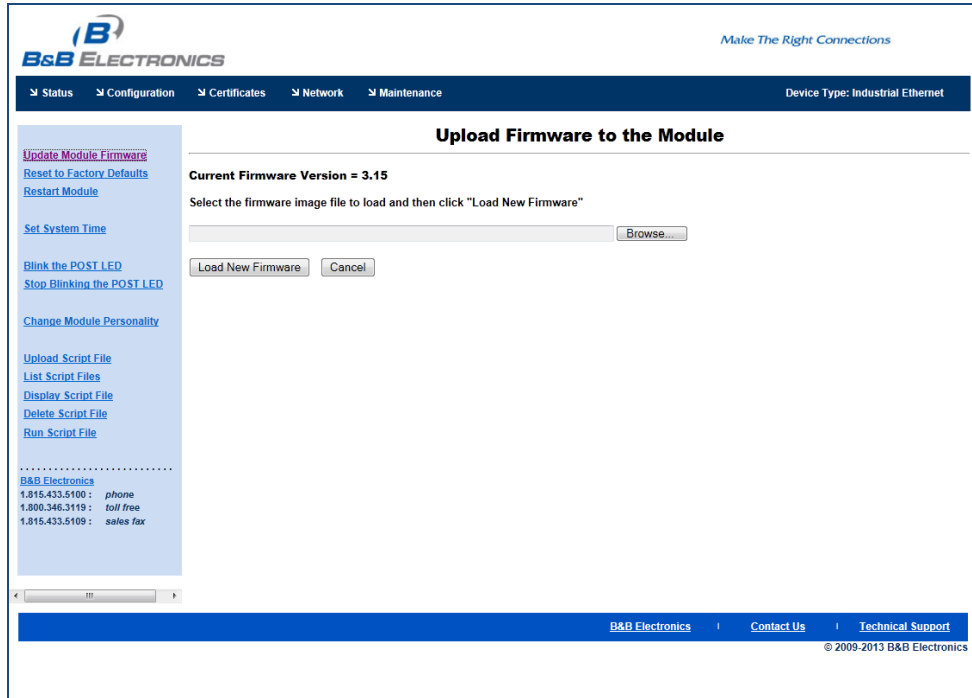 B&B ELECTRONICS
Make The Right Connections
Status Configuration Certificates Network Maintenance Device Type: Industrial Ethernet
Update Module Firmware
Reset to Factory Defaults
Restart Module
Set System Time
Blink the POST LED
Stop Blinking the POST LED
Change Module Personality
Upload Script File
List Script Files
Display Script File
Delete Script File
Run Script File
B&B Electronics
1.815.433.5100 : phone
1.800.346.3119 : toll free
1.815.433.5109 : sales fax
Upload Firmware to the Module
Current Firmware Version = 3.15
Select the firmware image file to load and then click "Load New Firmware"
Browse...
Load New Firmware Cancel
B&B Electronics | Contact Us | Technical Support
© 2009-2013 B&B Electronics